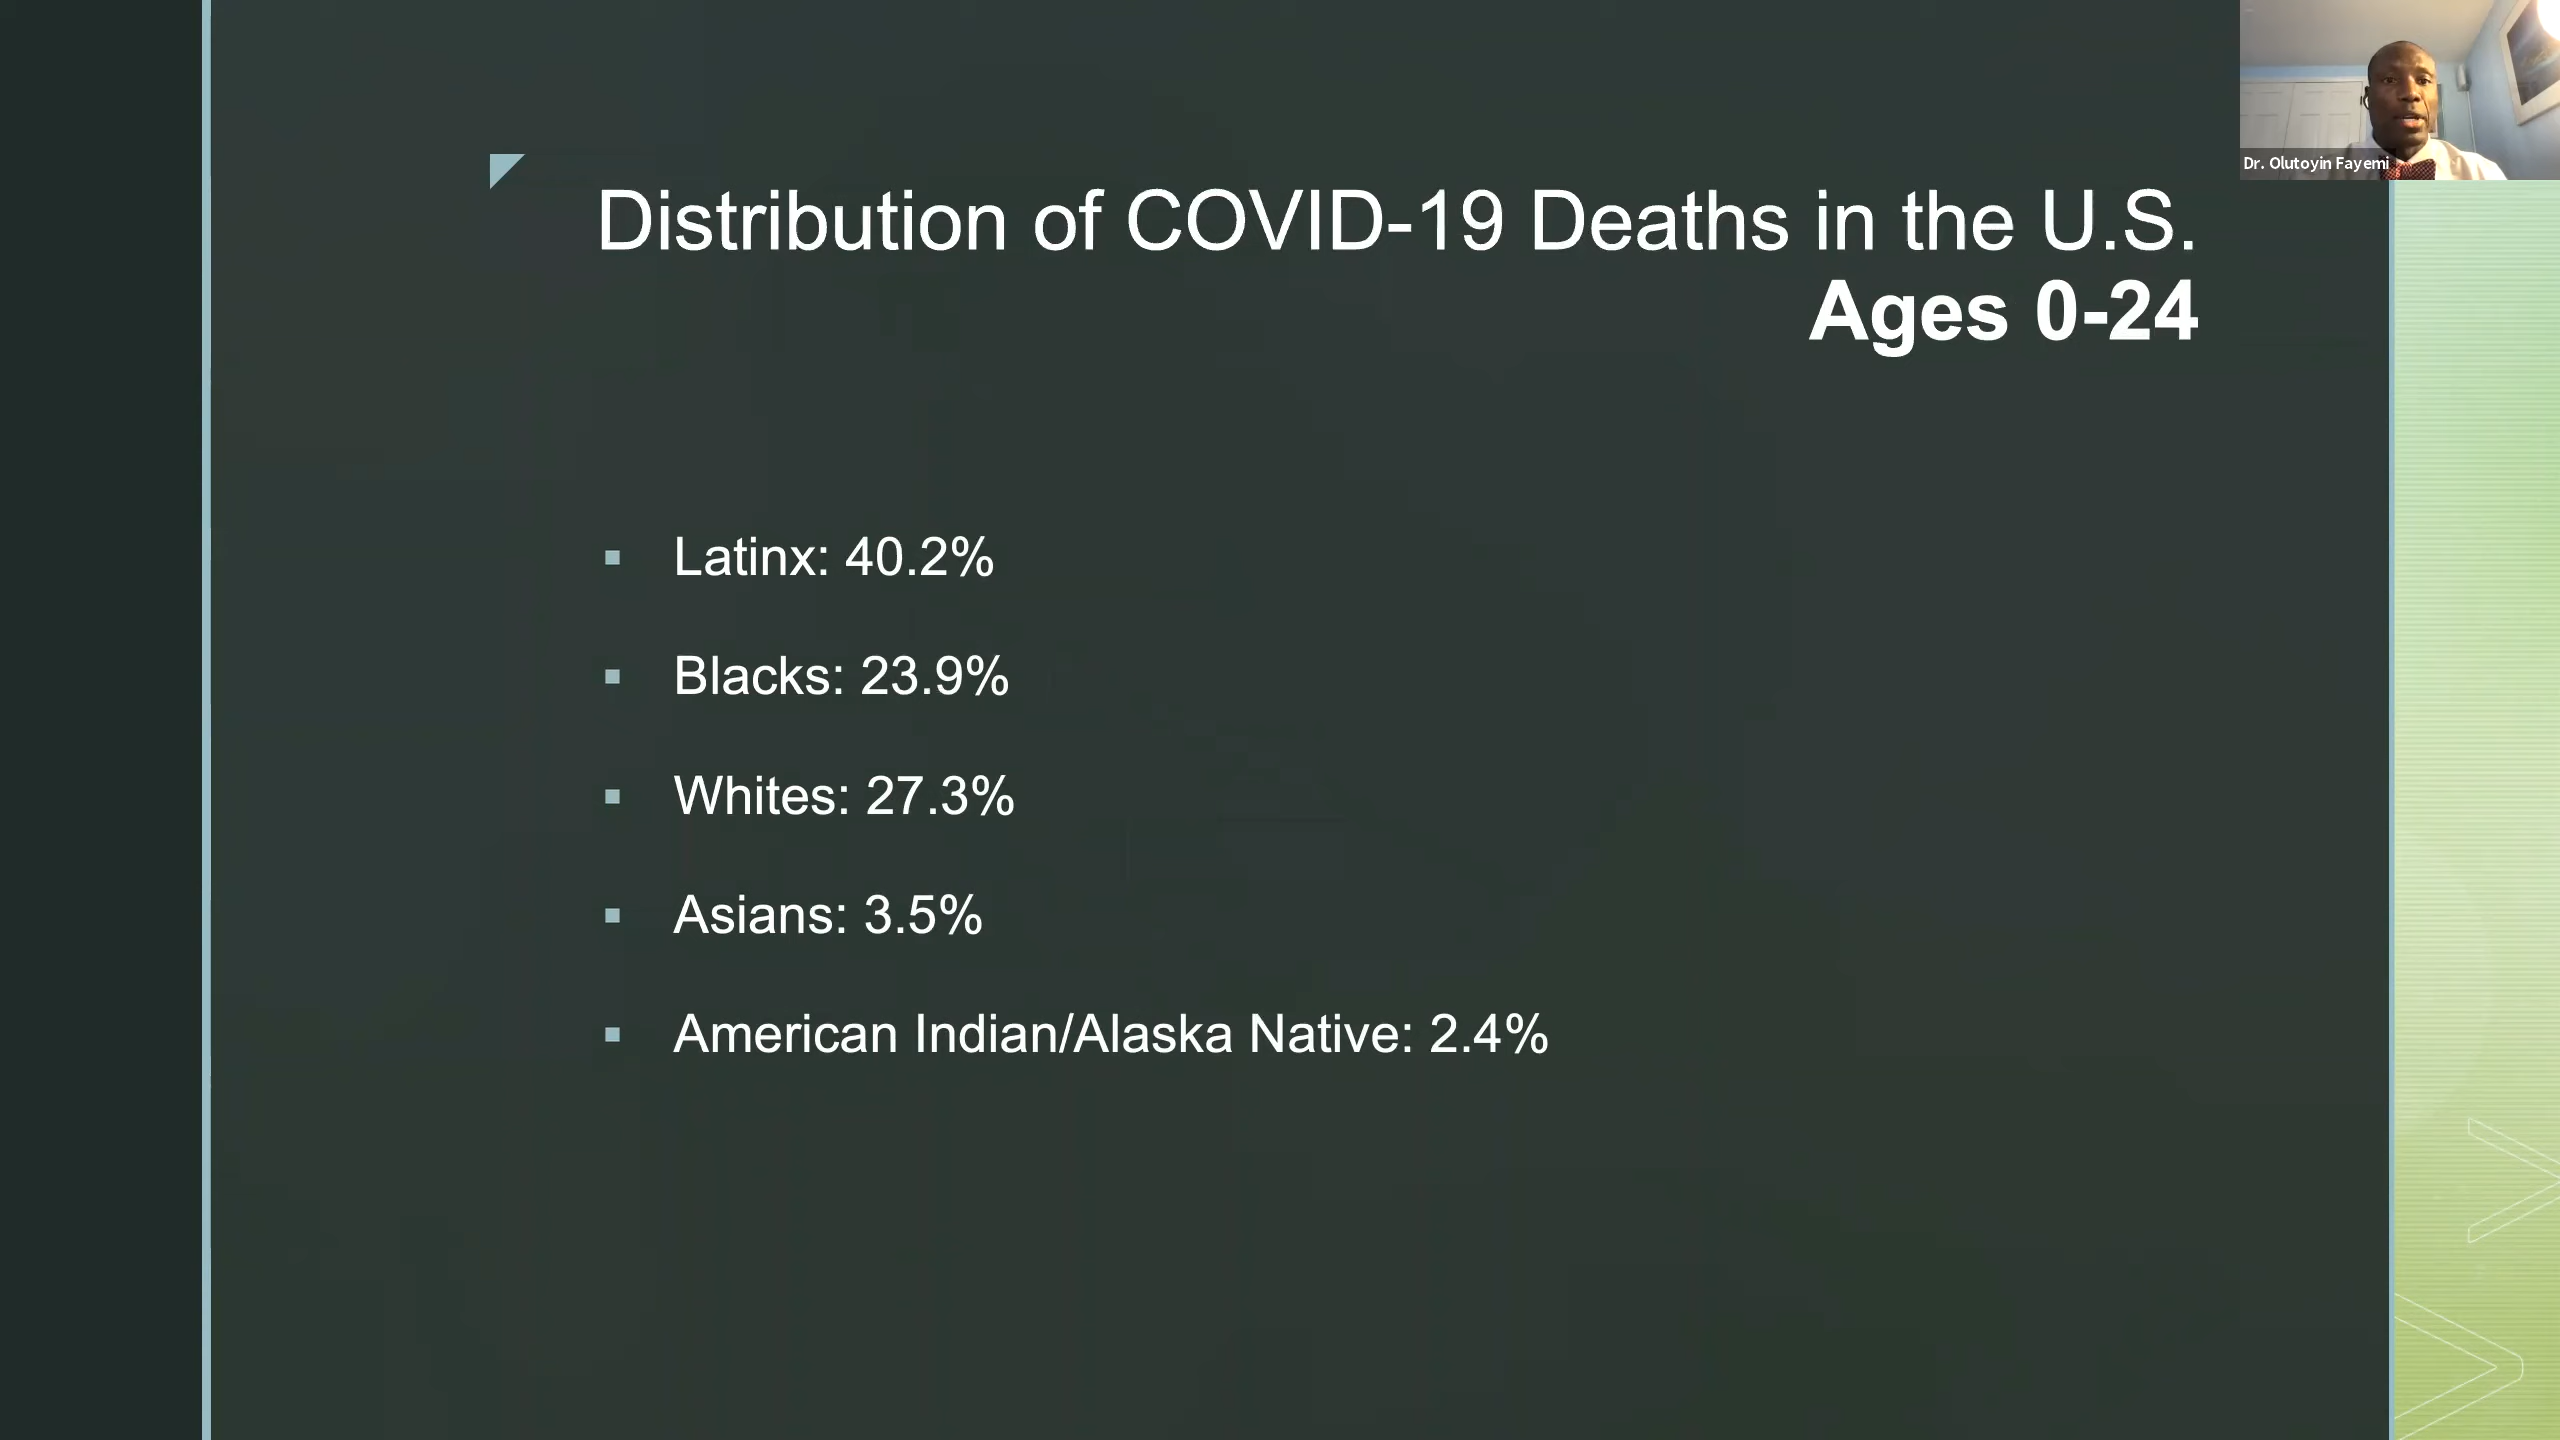 Distribution of COVID-19 Deaths in the U.S.
Ages 0-24
Latinx: 40.2%
Blacks: 23.9%
Whites: 27.3%
Asians: 3.5%
American Indian/Alaska Native: 2.4%
Dr. Olutoyin Fayemi